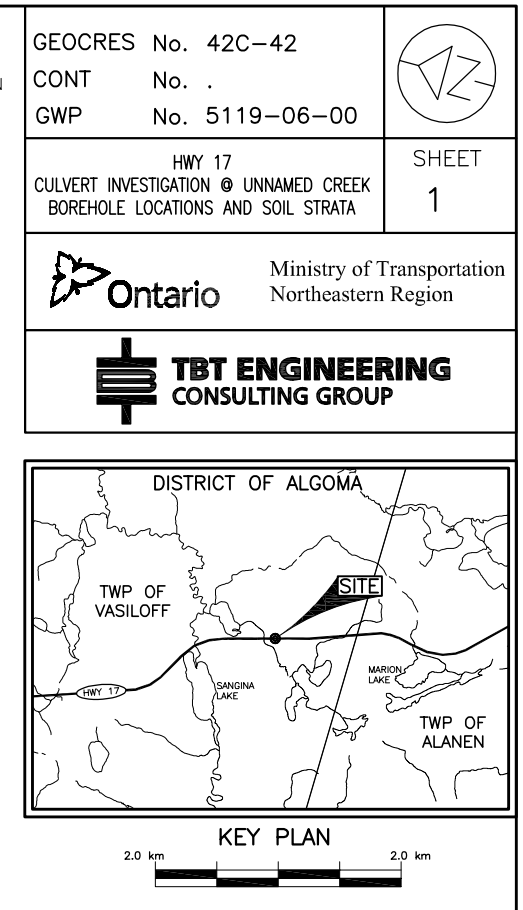 GEOCRES No. 42C-42
CONT No. .
GWP No. 5119-06-00
N
HWY 17
CULVERT INVESTIGATION @ UNNAMED CREEK
BOREHOLE LOCATIONS AND SOIL STRATA
SHEET
1
Ontario
Ministry of Transportation
Northeastern Region
TBT ENGINEERING
CONSULTING GROUP
DISTRICT OF ALGOMA
SITE
TWP OF
VASILOFF
HWY 17
SANGINA
LAKE
MARION
LAKE
TWP OF
ALANEN
KEY PLAN
2.0 km 2.0 km